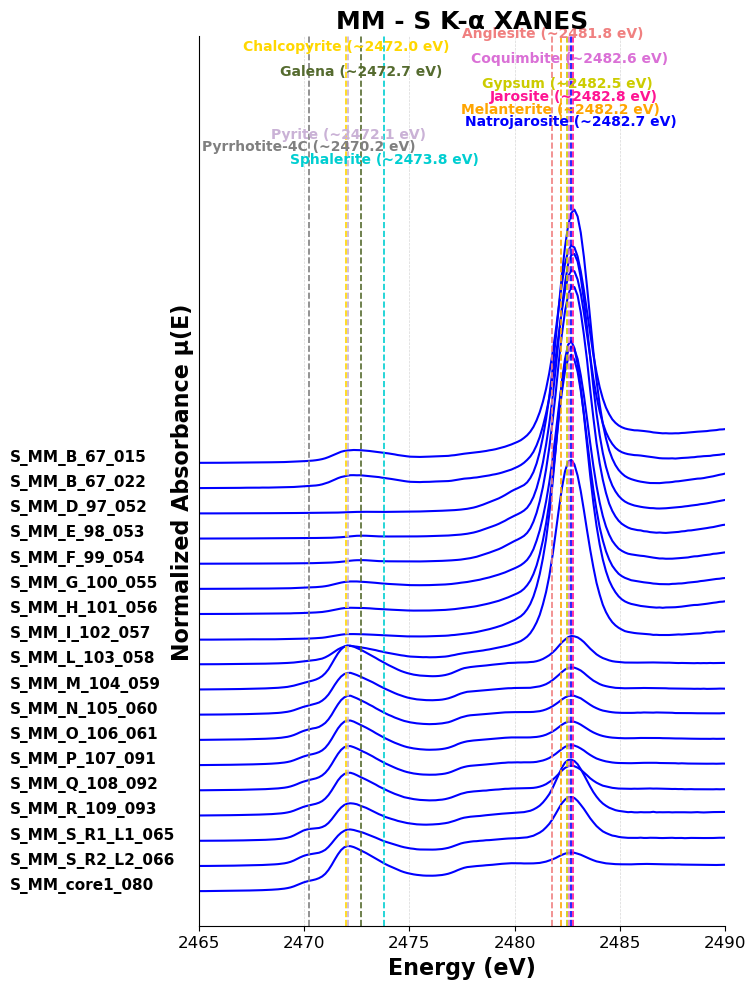 MM - S K-α XANES
Anglesite (~2481.8 eV)
Chalcopyrite (~2472.0 eV)
Coquimbite (~2482.6 eV)
Galena (~2472.7 eV)
Gypsum (~2482.5 eV)
Jarosite (~2482.8 eV)
Melanterite (~2482.2 eV)
Natrojarosite (~2482.7 eV)
Pyrite (~2472.1 eV)
Pyrrhotite-4C (~2470.2 eV)
Sphalerite (~2473.8 eV)
Normalized Absorbance μ(E)
S_MM_B_67_015
S_MM_B_67_022
S_MM_D_97_052
S_MM_E_98_053
S_MM_F_99_054
S_MM_G_100_055
S_MM_H_101_056
S_MM_I_102_057
S_MM_L_103_058
S_MM_M_104_059
S_MM_N_105_060
S_MM_O_106_061
S_MM_P_107_091
S_MM_Q_108_092
S_MM_R_109_093
S_MM_S_R1_L1_065
S_MM_S_R2_L2_066
S_MM_core1_080
2465 2470 2475 2480 2485 2490
Energy (eV)